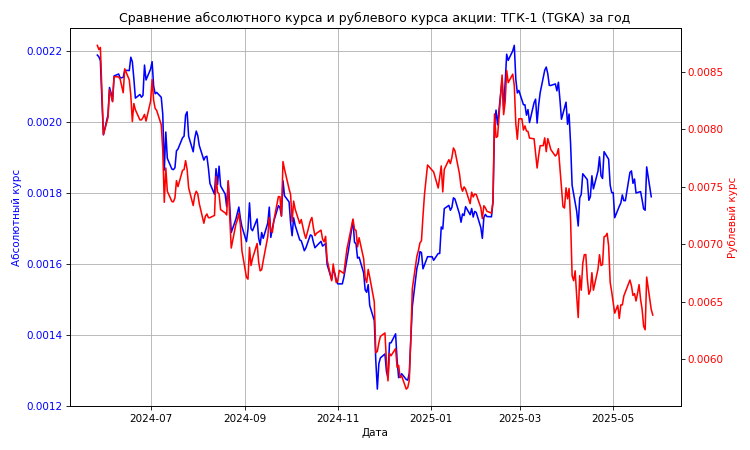 Сравнение абсолютного курса и рублевого курса акции: ТГК-1 (TGKA) за год
0.0022
0.0020
0.0018
0.0016
0.0014
0.0012
Абсолютный курс
0.0085
0.0080
0.0075
0.0070
0.0065
0.0060
Рублевый курс
2024-07 2024-09 2024-11 2025-01 2025-03 2025-05
Дата